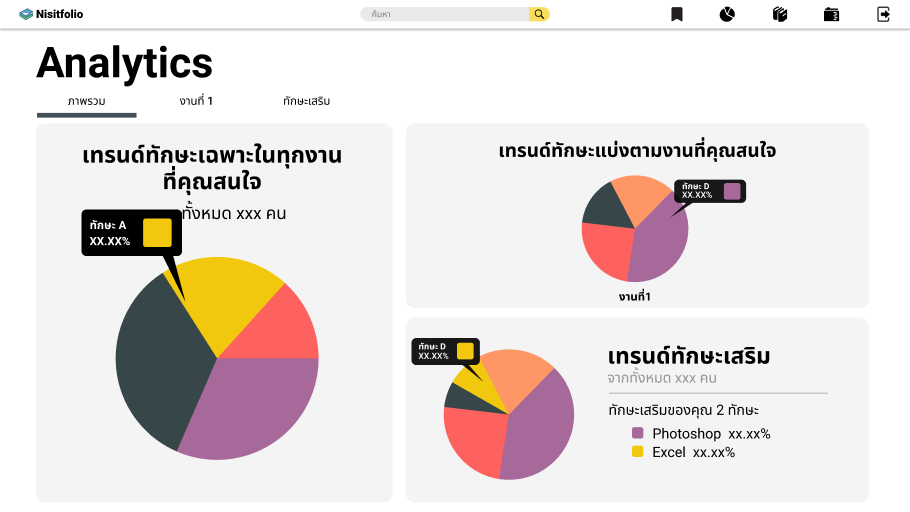 Nisitfolio
ค้นหา
Analytics
ภาพรวม
งานที่ 1
ทักษะเสริม
เทรนด์ทักษะเฉพาะในทุกงาน
ที่คุณสนใจ
ทั้งหมด xxx คน
ทักษะ A
XX.XX%
เทรนด์ทักษะแบ่งตามงานที่คุณสนใจ
ทักษะ D
XX.XX%
งานที่1
ทักษะ D
XX.XX%
เทรนด์ทักษะเสริม
จากทั้งหมด xxx คน
ทักษะเสริมของคุณ 2 ทักษะ
Photoshop xx.xx%
Excel xx.xx%